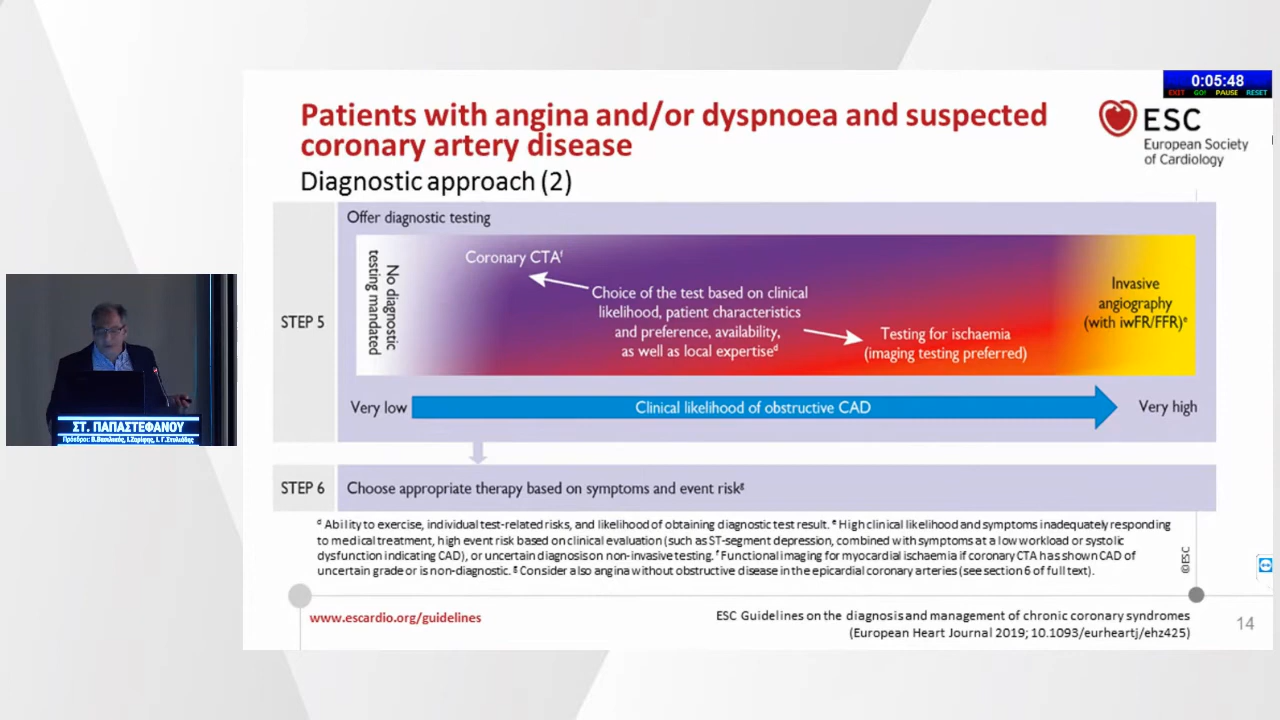 0:05:48
EXIT GO! PAUSE RESET
Patients with angina and/or dyspnoea and suspected
coronary artery disease
Diagnostic approach (2)
ESC
European Society
of Cardiology
STEP 5
Offer diagnostic testing
No diagnostic
testing mandated
Coronary CTAᶠ
Choice of the test based on clinical
likelihood, patient characteristics
and preference, availability,
as well as local expertiseᵈ
Testing for ischaemia
(imaging testing preferred)
Invasive
angiography
(with iwFR/FFR)ᵉ
Very low
Clinical likelihood of obstructive CAD
Very high
STEP 6
Choose appropriate therapy based on symptoms and event riskᵍ
ᵈ Ability to exercise, individual test-related risks, and likelihood of obtaining diagnostic test result. ᵉ High clinical likelihood and symptoms inadequately responding
to medical treatment, high event risk based on clinical evaluation (such as ST-segment depression, combined with symptoms at a low workload or systolic
dysfunction indicating CAD), or uncertain diagnosis on non-invasive testing. ᶠ Functional imaging for myocardial ischaemia if coronary CTA has shown CAD of
uncertain grade or is non-diagnostic. ᵍ Consider also angina without obstructive disease in the epicardial coronary arteries (see section 6 of full text).
©ESC
www.escardio.org/guidelines
ESC Guidelines on the diagnosis and management of chronic coronary syndromes
(European Heart Journal 2019; 10.1093/eurheartj/ehz425)
14
ΣΤ. ΠΑΠΑΣΤΕΦΑΝΟΥ
Πρόεδροι: Β.Βασιλικός, Ι.Ζαρίφης, Ι. Γ.Στυλιάδης